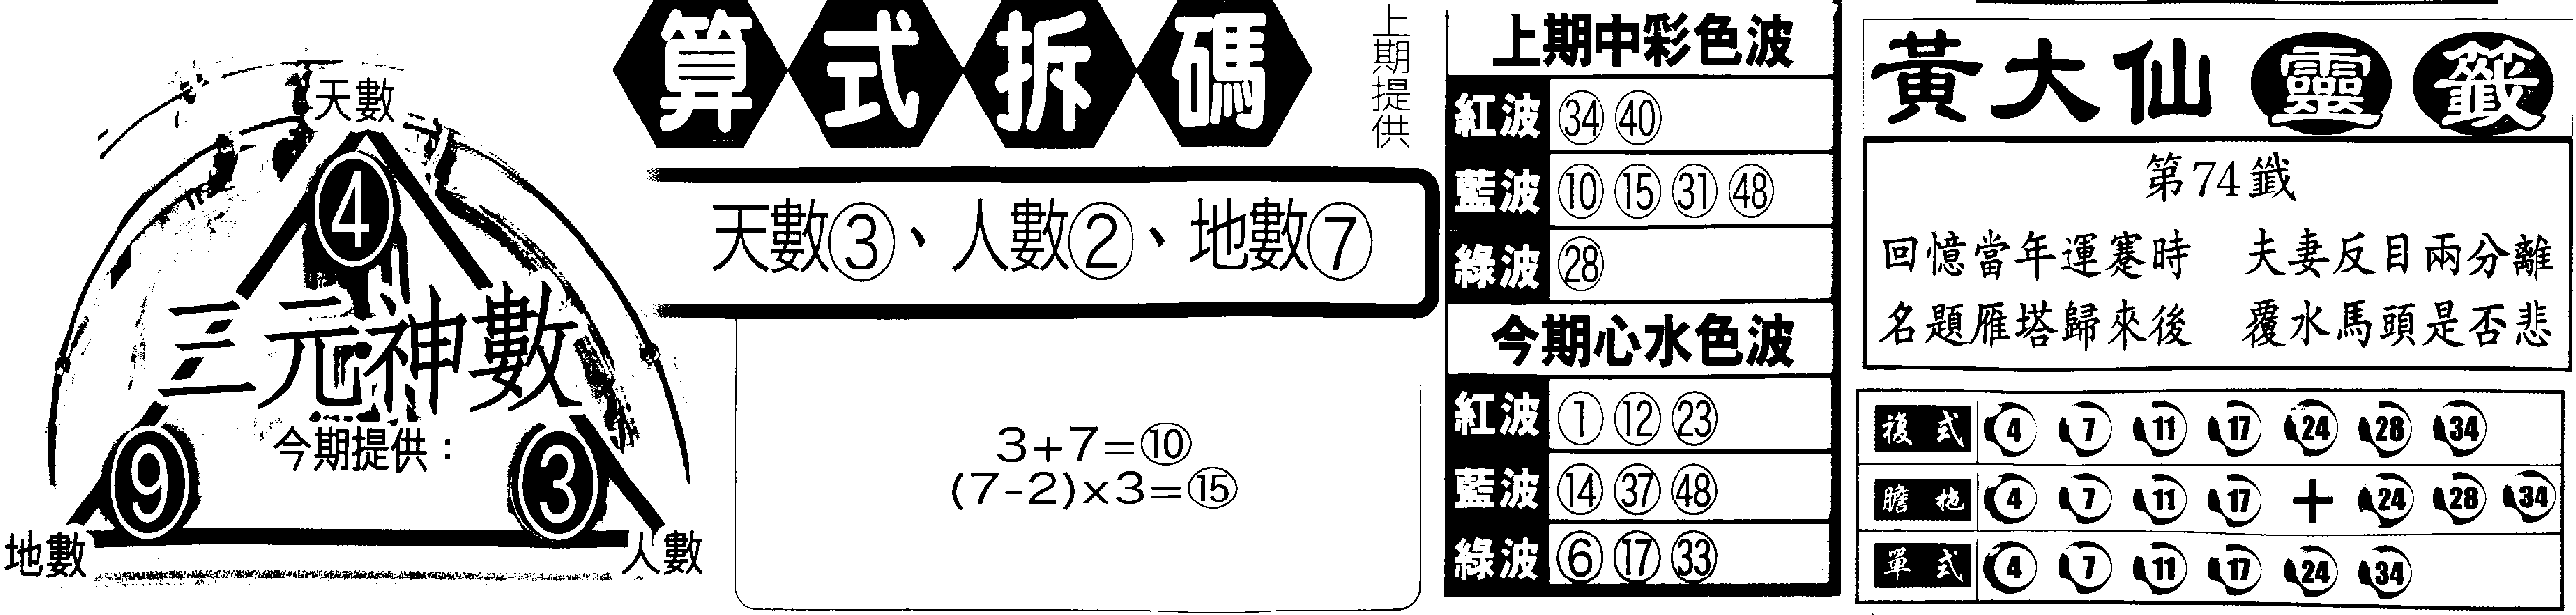 天數
4
三元神數
今期提供：
9
3
地數
人數
算式拆碼
上期提供
天數③、人數②、地數⑦
3+7=⑩
(7-2)x3=⑮
上期中彩色波
紅波 34 40
藍波 10 15 31 48
綠波 28
今期心水色波
紅波 1 12 23
藍波 14 37 48
綠波 6 17 33
黃大仙靈籤
第74籤
回憶當年運蹇時 夫妻反目兩分離
名題雁塔歸來後 覆水馬頭是否悲
複式 4 7 11 17 24 28 34
膽拖 4 7 11 17 + 24 28 34
單式 4 7 11 17 24 34